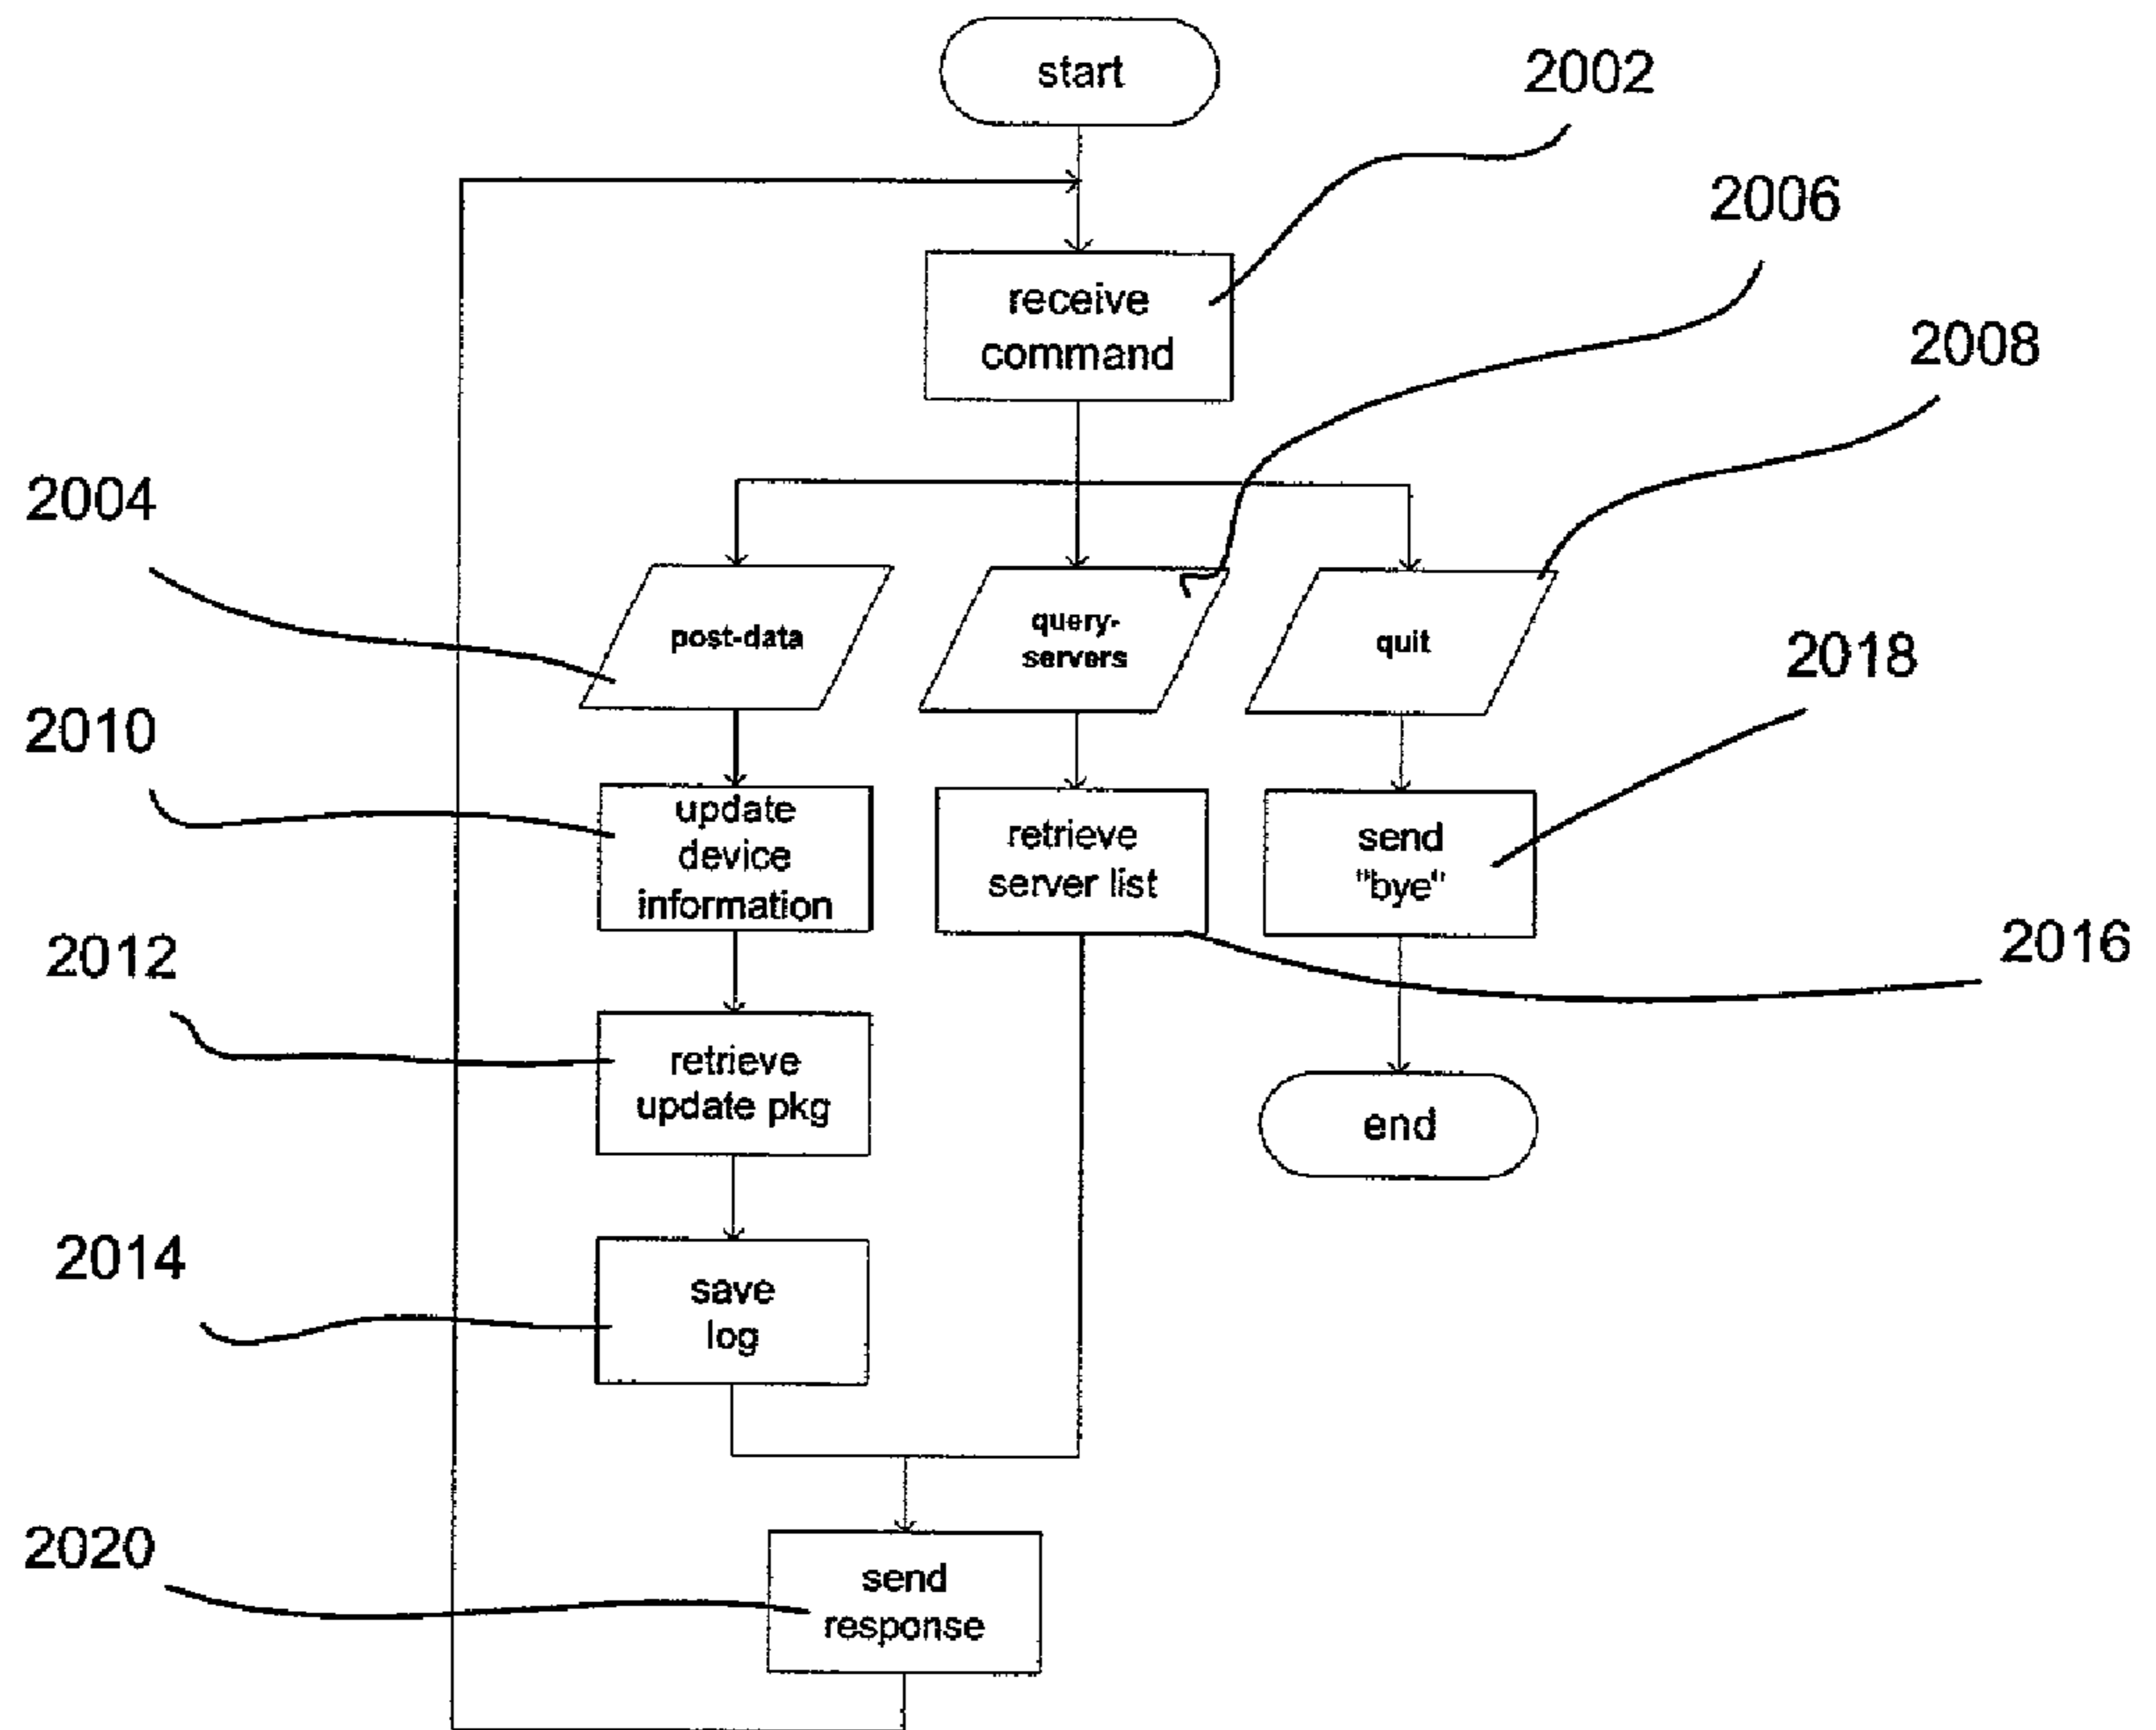 start
2002
2006
receive
command
2008
2004
post-data
query-
servers
quit
2018
2010
update
device
information
retrieve
server list
send
"bye"
2012
2016
retrieve
update pkg
end
2014
save
log
2020
send
response